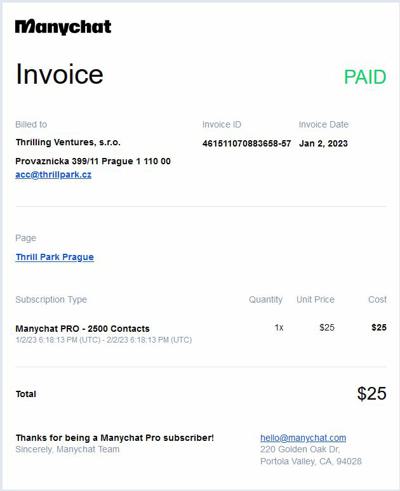 Manychat
Invoice
PAID
Billed to
Invoice ID
Invoice Date
Thrilling Ventures, s.r.o.
461511070883658-57
Jan 2, 2023
Provaznicka 399/11 Prague 1 110 00
acc@thrillpark.cz
Page
Thrill Park Prague
Subscription Type
Quantity
Unit Price
Cost
Manychat PRO - 2500 Contacts
1x
$25
$25
1/2/23 6:18:13 PM (UTC) - 2/2/23 6:18:13 PM (UTC)
Total
$25
Thanks for being a Manychat Pro subscriber!
Sincerely, Manychat Team
hello@manychat.com
220 Golden Oak Dr,
Portola Valley, CA, 94028